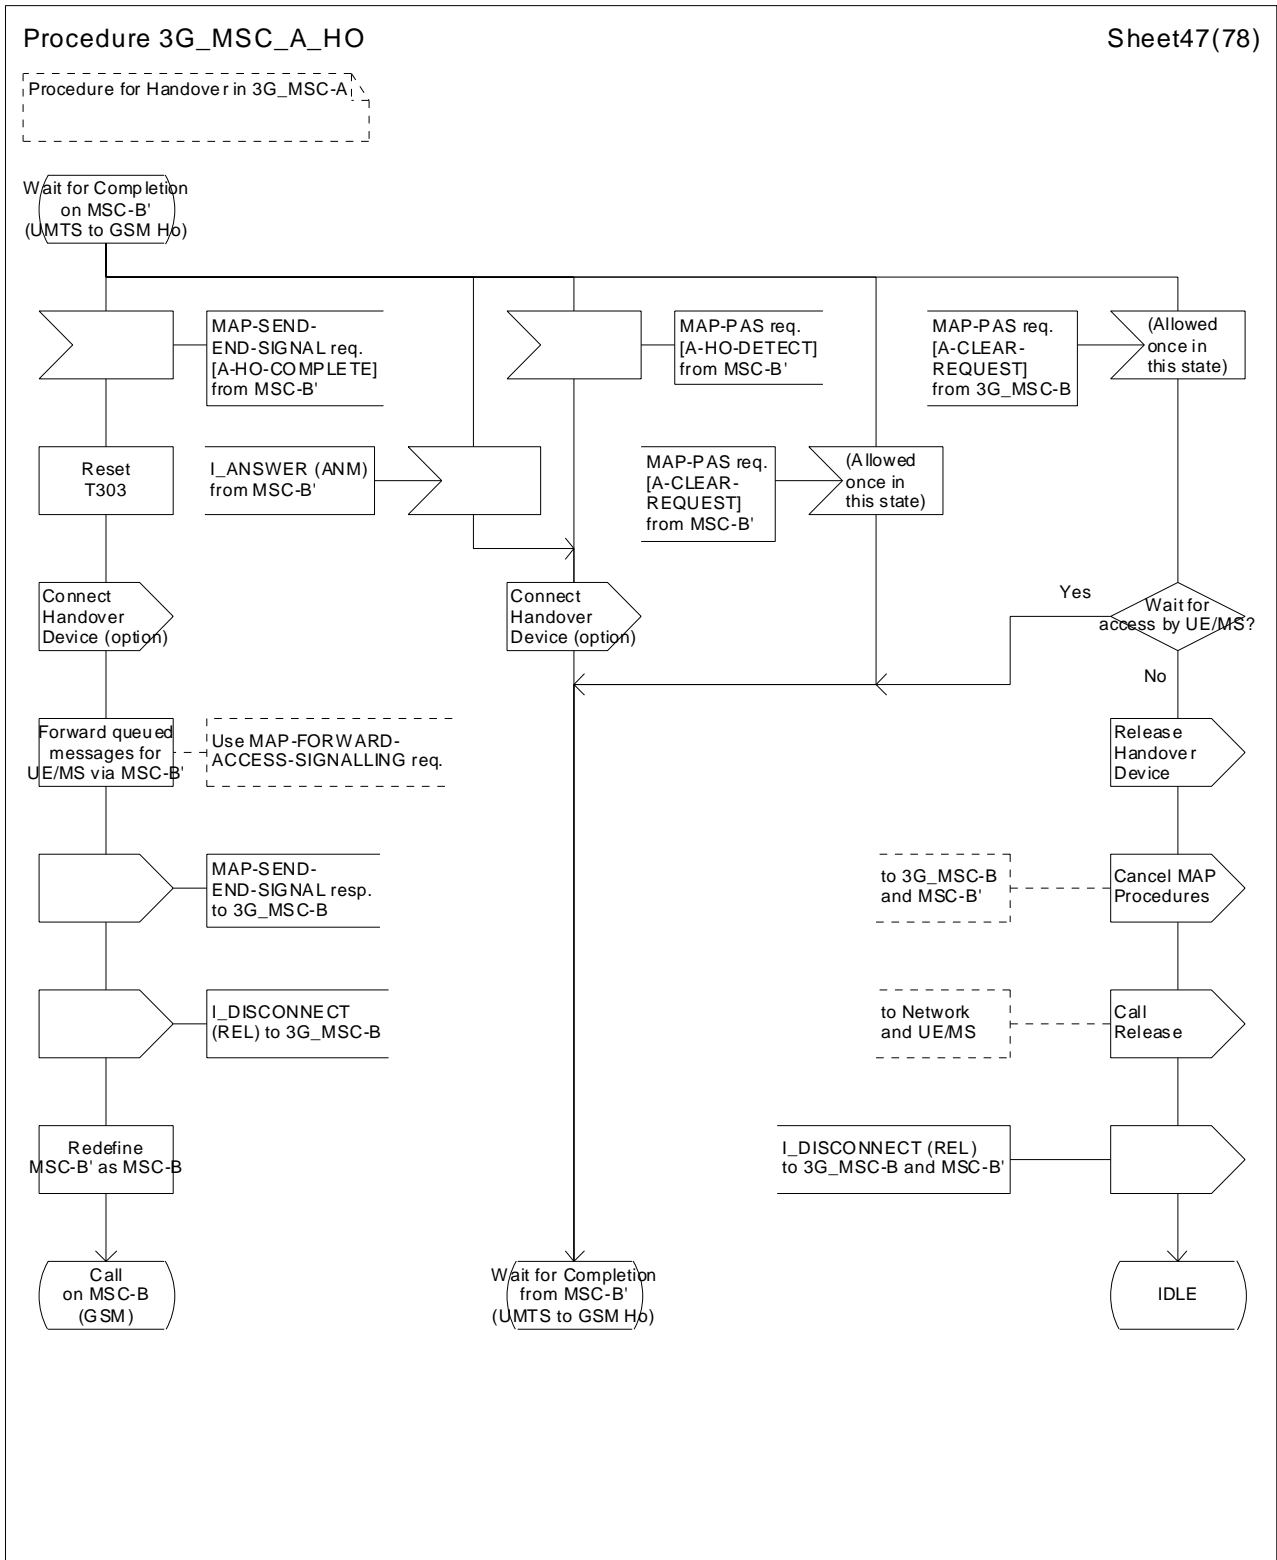 Procedure 3G_MSC_A_HO
Sheet47(78)
Procedure for Handover in 3G_MSC-A
Wait for Completion
on MSC-B'
(UMTS to GSM Ho)
MAP-SEND-
END-SIGNAL req.
[A-HO-COMPLETE]
from MSC-B'
MAP-PAS req.
[A-HO-DETECT]
from MSC-B'
MAP-PAS req.
[A-CLEAR-
REQUEST]
from 3G_MSC-B
(Allowed
once in
this state)
Reset
T303
I_ANSWER (ANM)
from MSC-B'
MAP-PAS req.
[A-CLEAR-
REQUEST]
from MSC-B'
(Allowed
once in
this state)
Connect
Handover
Device (option)
Connect
Handover
Device (option)
Yes
Wait for
access by UE/MS?
No
Forward queued
messages for
UE/MS via MSC-B'
Use MAP-FORWARD-
ACCESS-SIGNALLING req.
Release
Handover
Device
MAP-SEND-
END-SIGNAL resp.
to 3G_MSC-B
to 3G_MSC-B
and MSC-B'
Cancel MAP
Procedures
I_DISCONNECT
(REL) to 3G_MSC-B
to Network
and UE/MS
Call
Release
Redefine
MSC-B' as MSC-B
I_DISCONNECT (REL)
to 3G_MSC-B and MSC-B'
Call
on MSC-B
(GSM)
Wait for Completion
from MSC-B'
(UMTS to GSM Ho)
IDLE